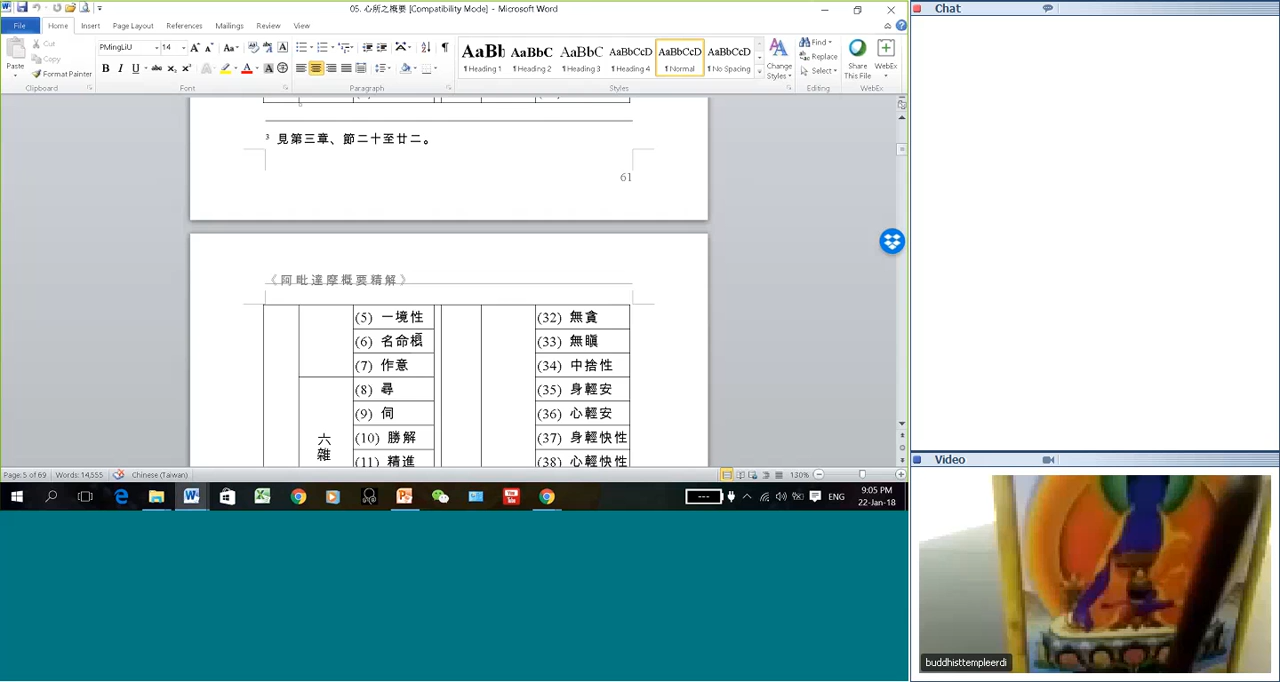 05. 心所之概要 [Compatibility Mode] - Microsoft Word
File Home Insert Page Layout References Mailings Review View
Cut
Copy
Format Painter
Paste
PMingLiU 14
B I U abc
AaBb AaBbC AaBbC AaBbCcD AaBbCcD AaBbCcD
Heading 1 Heading 2 Heading 3 Heading 4 Normal No Spacing
Change Styles
Find
Replace
Select
Share This File
WebEx
Clipboard Font Paragraph Styles Editing WebEx
3 見第三章、節二十至廿二。
61
《阿毗達摩概要精解》
(5) 一境性 (32) 無貪
(6) 名命根 (33) 無瞋
(7) 作意 (34) 中捨性
(8) 尋 (35) 身輕安
(9) 伺 (36) 心輕安
六雜
(10) 勝解 (37) 身輕快性
(11) 精進 (38) 心輕快性
Page: 5 of 69 Words: 14,555 Chinese (Taiwan) 130%
ENG
9:05 PM
22-Jan-18
Chat
Video
buddhisttempleerdi